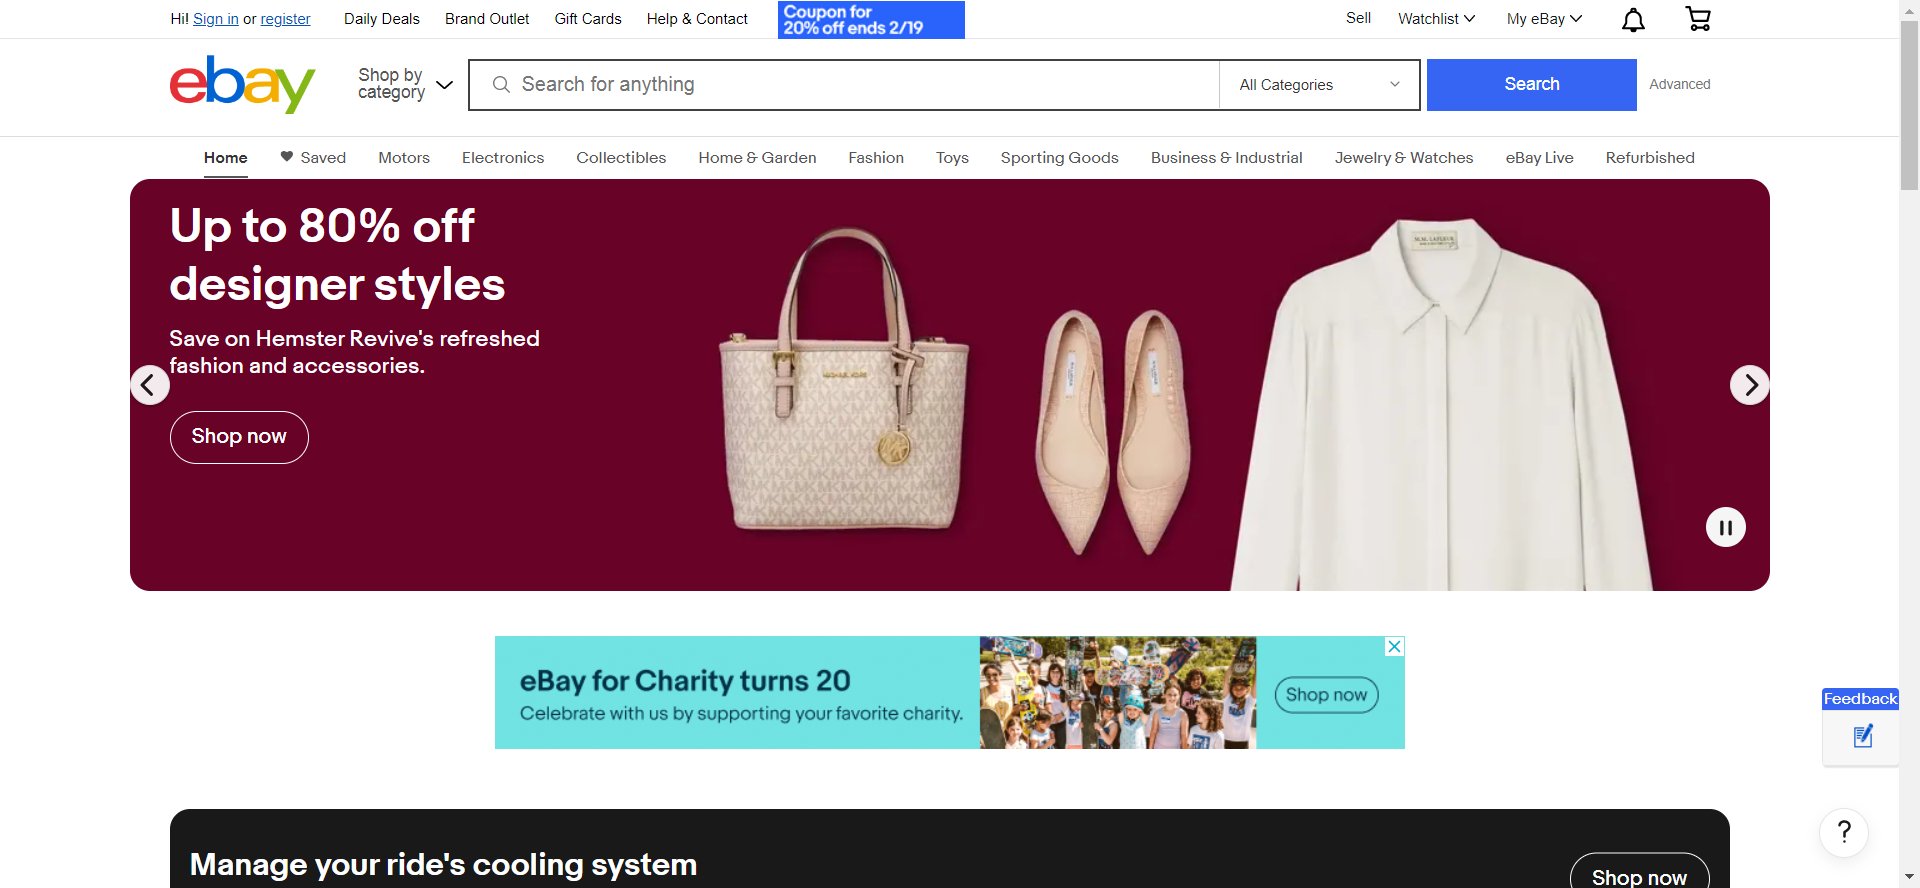 Hi! Sign in or register
Daily Deals
Brand Outlet
Gift Cards
Help & Contact
Coupon for
20% off ends 2/19
Sell
Watchlist
My eBay
ebay
Shop by
category
Search for anything
All Categories
Search
Advanced
Home
Saved
Motors
Electronics
Collectibles
Home & Garden
Fashion
Toys
Sporting Goods
Business & Industrial
Jewelry & Watches
eBay Live
Refurbished
Up to 80% off
designer styles
Save on Hemster Revive's refreshed
fashion and accessories.
Shop now
MICHAEL KORS
M.M. LAFLEUR
eBay for Charity turns 20
Celebrate with us by supporting your favorite charity.
Shop now
Feedback
?
Manage your ride's cooling system
Shop now